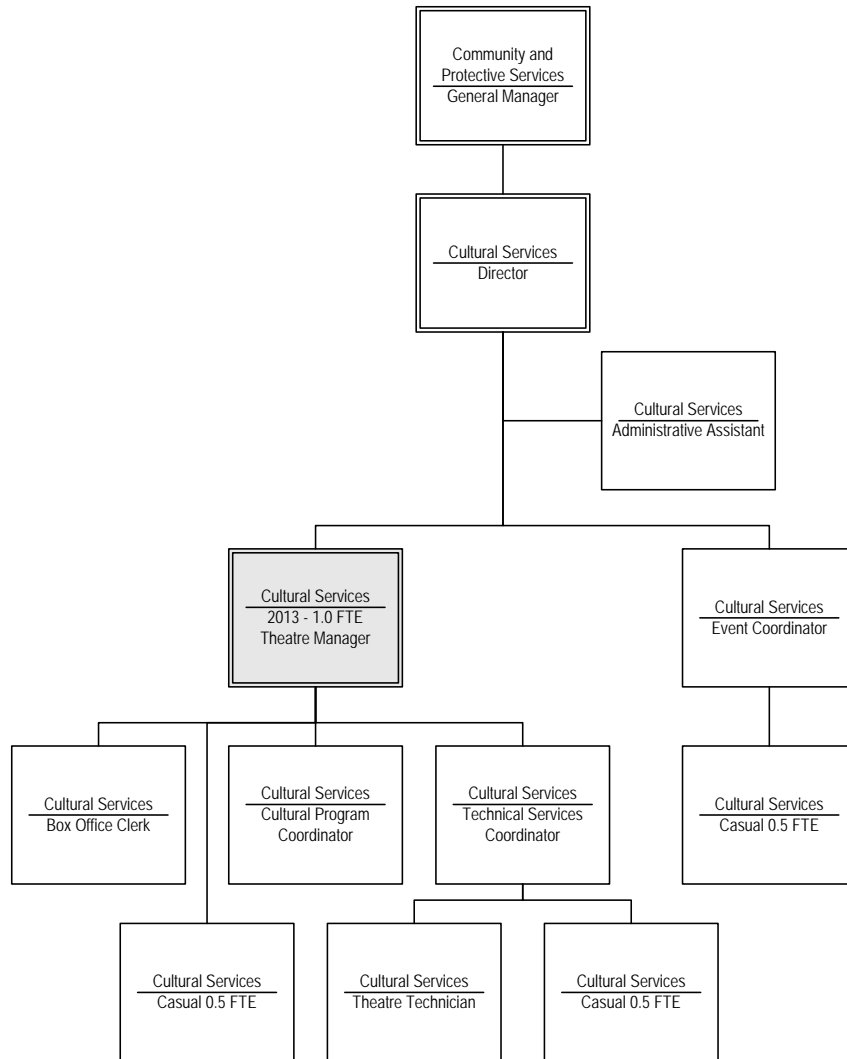 Community and
Protective Services
General Manager
Cultural Services
Director
Cultural Services
Administrative Assistant
Cultural Services
2013 - 1.0 FTE
Theatre Manager
Cultural Services
Event Coordinator
Cultural Services
Box Office Clerk
Cultural Services
Cultural Program
Coordinator
Cultural Services
Technical Services
Coordinator
Cultural Services
Casual 0.5 FTE
Cultural Services
Casual 0.5 FTE
Cultural Services
Theatre Technician
Cultural Services
Casual 0.5 FTE